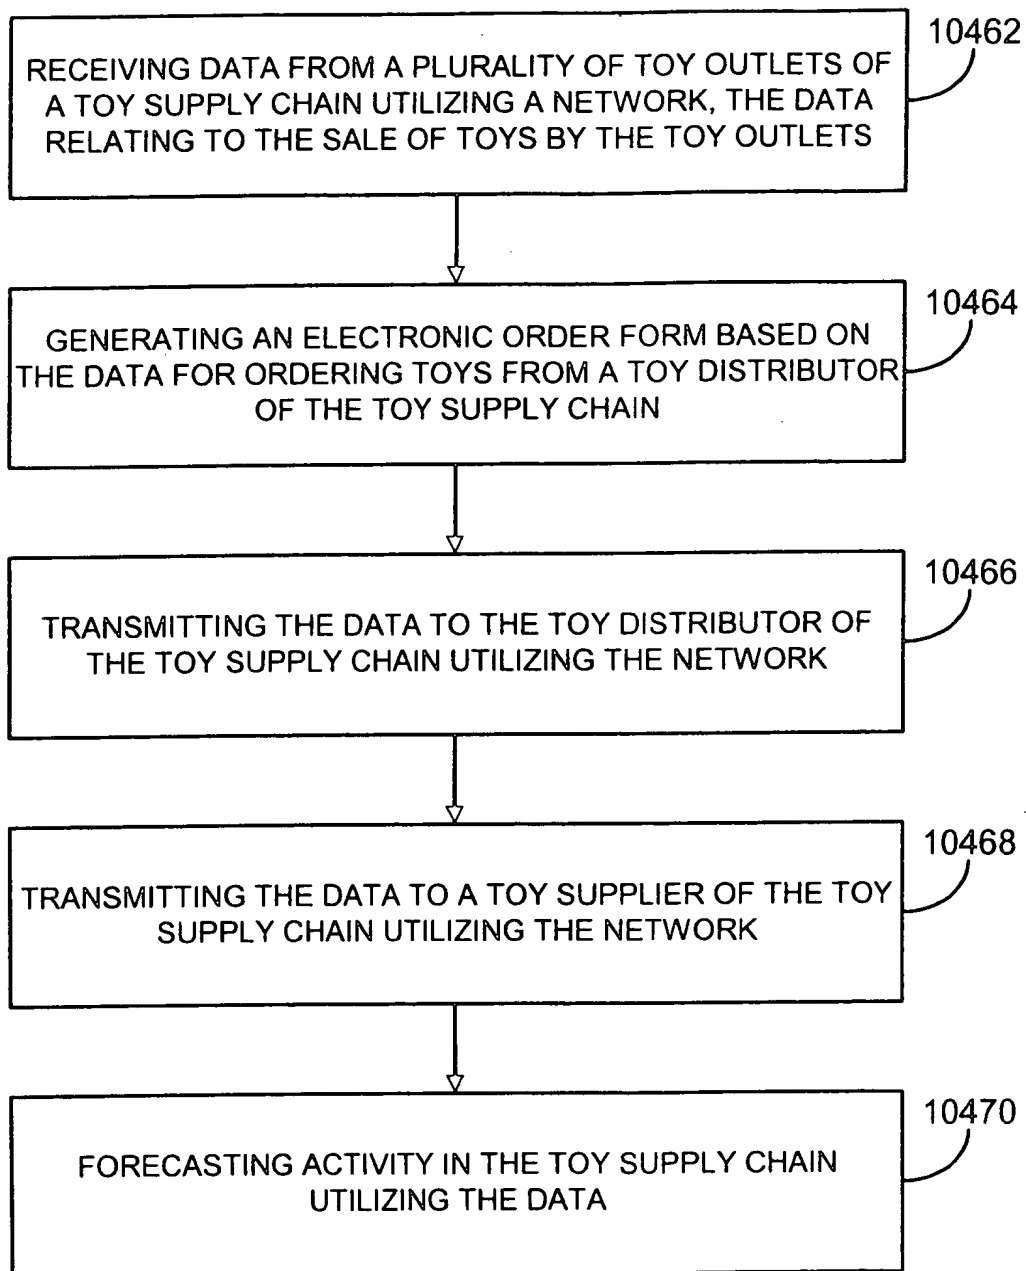 10462
RECEIVING DATA FROM A PLURALITY OF TOY OUTLETS OF
A TOY SUPPLY CHAIN UTILIZING A NETWORK, THE DATA
RELATING TO THE SALE OF TOYS BY THE TOY OUTLETS
10464
GENERATING AN ELECTRONIC ORDER FORM BASED ON
THE DATA FOR ORDERING TOYS FROM A TOY DISTRIBUTOR
OF THE TOY SUPPLY CHAIN
10466
TRANSMITTING THE DATA TO THE TOY DISTRIBUTOR OF
THE TOY SUPPLY CHAIN UTILIZING THE NETWORK
10468
TRANSMITTING THE DATA TO A TOY SUPPLIER OF THE TOY
SUPPLY CHAIN UTILIZING THE NETWORK
10470
FORECASTING ACTIVITY IN THE TOY SUPPLY CHAIN
UTILIZING THE DATA